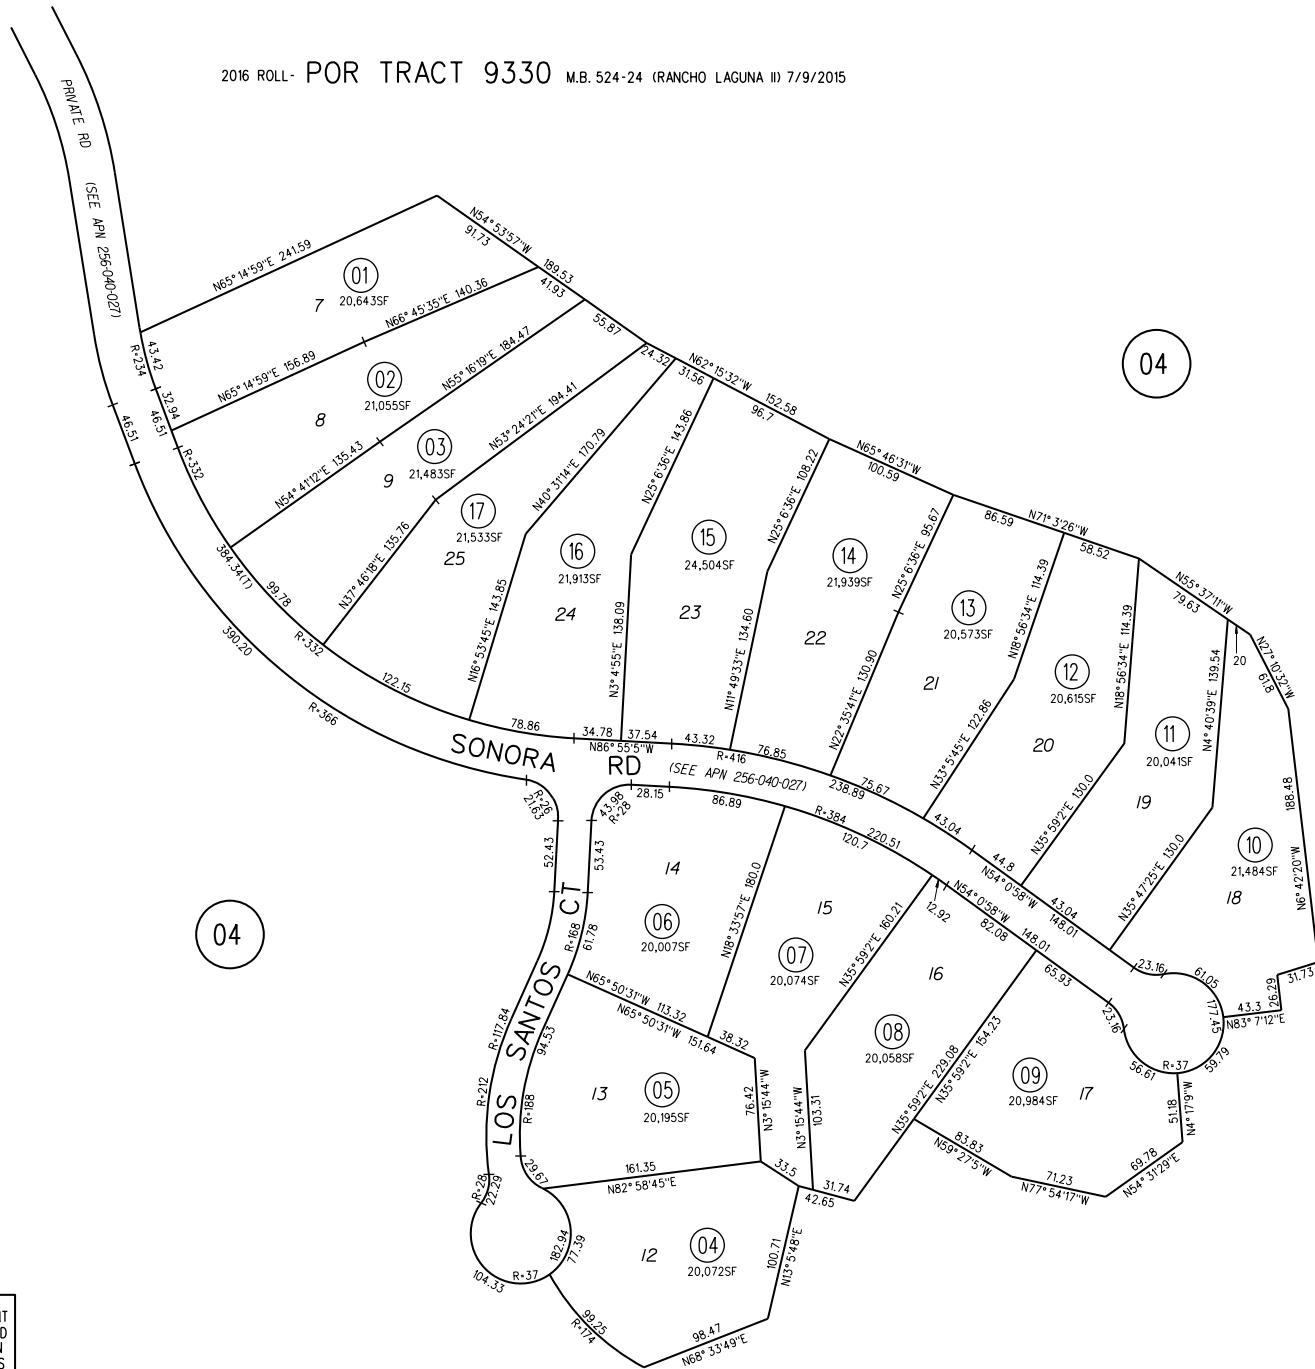 2016 ROLL- POR TRACT 9330 M.B. 524-24 (RANCHO LAGUNA II) 7/9/2015
PRIVATE RD
(SEE APN 256-040-027)
N54°53'57"W
91.73
189.53
41.93
55.87
N65°14'59"E 241.59
01
20,643SF
7
N66°45'35"E 140.36
43.42
R=234
32.94
46.51
46.51
N65°14'59"E 156.89
02
21,055SF
8
N55°16'19"E 184.47
R=332
N54°41'12"E 135.43
03
21,483SF
9
N53°24'21"E 194.41
24.32
31.56
N62°15'32"W
152.58
96.7
04
384.34(T)
99.78
390.20
R=332
R=366
N37°46'18"E 135.76
17
21,533SF
25
N40°31'14"E 170.79
N16°53'45"E 143.85
122.15
16
21,913SF
24
N25°6'36"E 143.86
N3°4'55"E 138.09
78.86
15
24,504SF
23
N25°6'36"E 108.22
N11°49'33"E 134.60
N65°46'31"W
100.59
14
21,939SF
22
N25°6'36"E 95.67
N22°35'41"E 130.90
86.59
N71°3'26"W
58.52
13
20,573SF
21
N18°56'34"E 114.39
N33°5'45"E 122.86
12
20,615SF
20
N18°56'34"E 114.39
N35°59'2"E 130.0
N55°37'11"W
79.63
20
N27°10'32"W
61.8
11
20,041SF
19
N4°40'39"E 139.54
N35°47'25"E 130.0
188.48
N6°42'20"W
10
21,484SF
18
34.78
37.54
43.32
N86°55'5"W
R=416
76.85
238.89
75.67
43.04
44.8
N54°0'58"W
43.04
148.01
23.16
61.05
177.45
31.73
26.29
43.3
N83°7'12"E
59.79
R=37
56.61
23.16
SONORA RD
(SEE APN 256-040-027)
R=26
21.63
43.98
R=28
28.15
86.89
R=384
220.51
120.7
12.92
N54°0'58"W
148.01
82.08
65.93
52.43
53.43
14
06
20,007SF
N18°33'57"E 180.0
15
07
20,074SF
N35°59'2"E 160.21
16
08
20,058SF
N35°59'2"E 229.08
N35°59'2"E 154.23
09
20,984SF
17
51.18
N4°17'9"W
69.78
N54°31'29"E
71.23
N77°54'17"W
83.83
N59°27'5"W
04
LOS SANTOS CT
R=168
61.78
R=117.84
94.53
R=212
R=188
N65°50'31"W 113.32
N65°50'31"W 151.64
38.32
13
05
20,195SF
76.42
N3°15'44"W
N3°15'44"W
103.31
33.5
31.74
42.65
161.35
N82°58'45"E
29.67
R=28
22.29
182.94
77.39
R=37
104.33
12
04
20,072SF
100.71
N13°5'48"E
99.25
R=174
98.47
N68°33'49"E